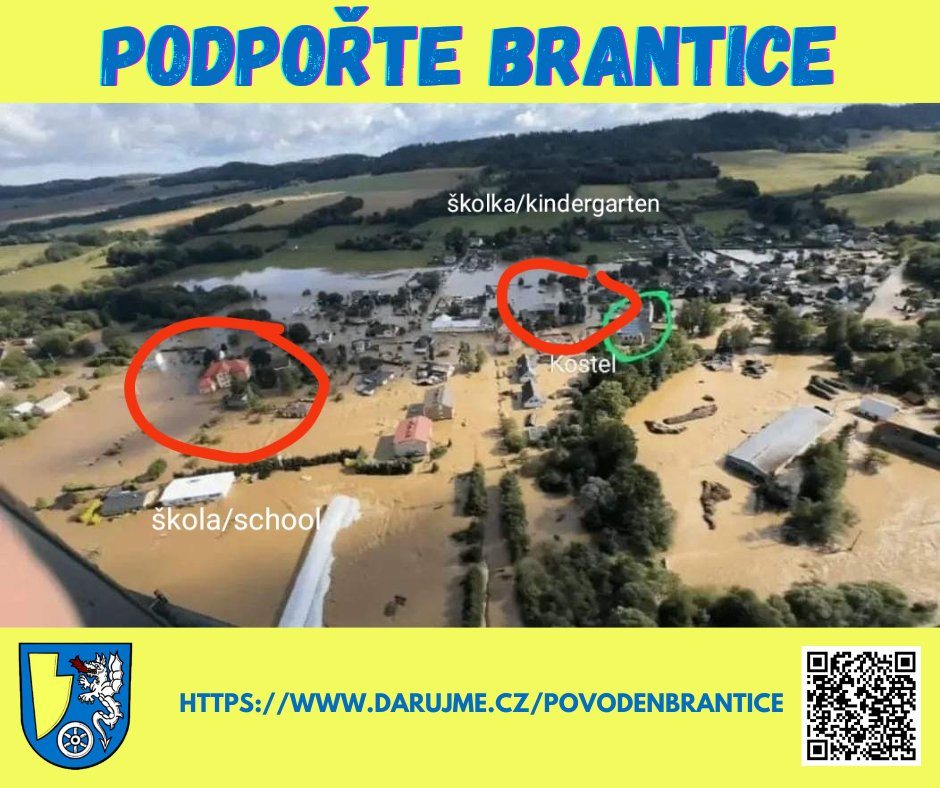 PODPOŘTE BRANTICE
školka/kindergarten
Kostel
škola/school
HTTPS://WWW.DARUJME.CZ/POVODENBRANTICE